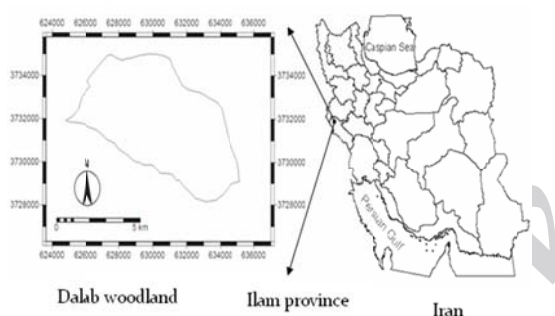 624000 626000 628000 630000 632000 634000 636000
3734000
3732000
3730000
3728000
3734000
3732000
3730000
3728000
N
0 5 km
624000 626000 628000 630000 632000 634000 636000
Caspian Sea
Persian Gulf
Dalab woodland
Ilam province
Iran